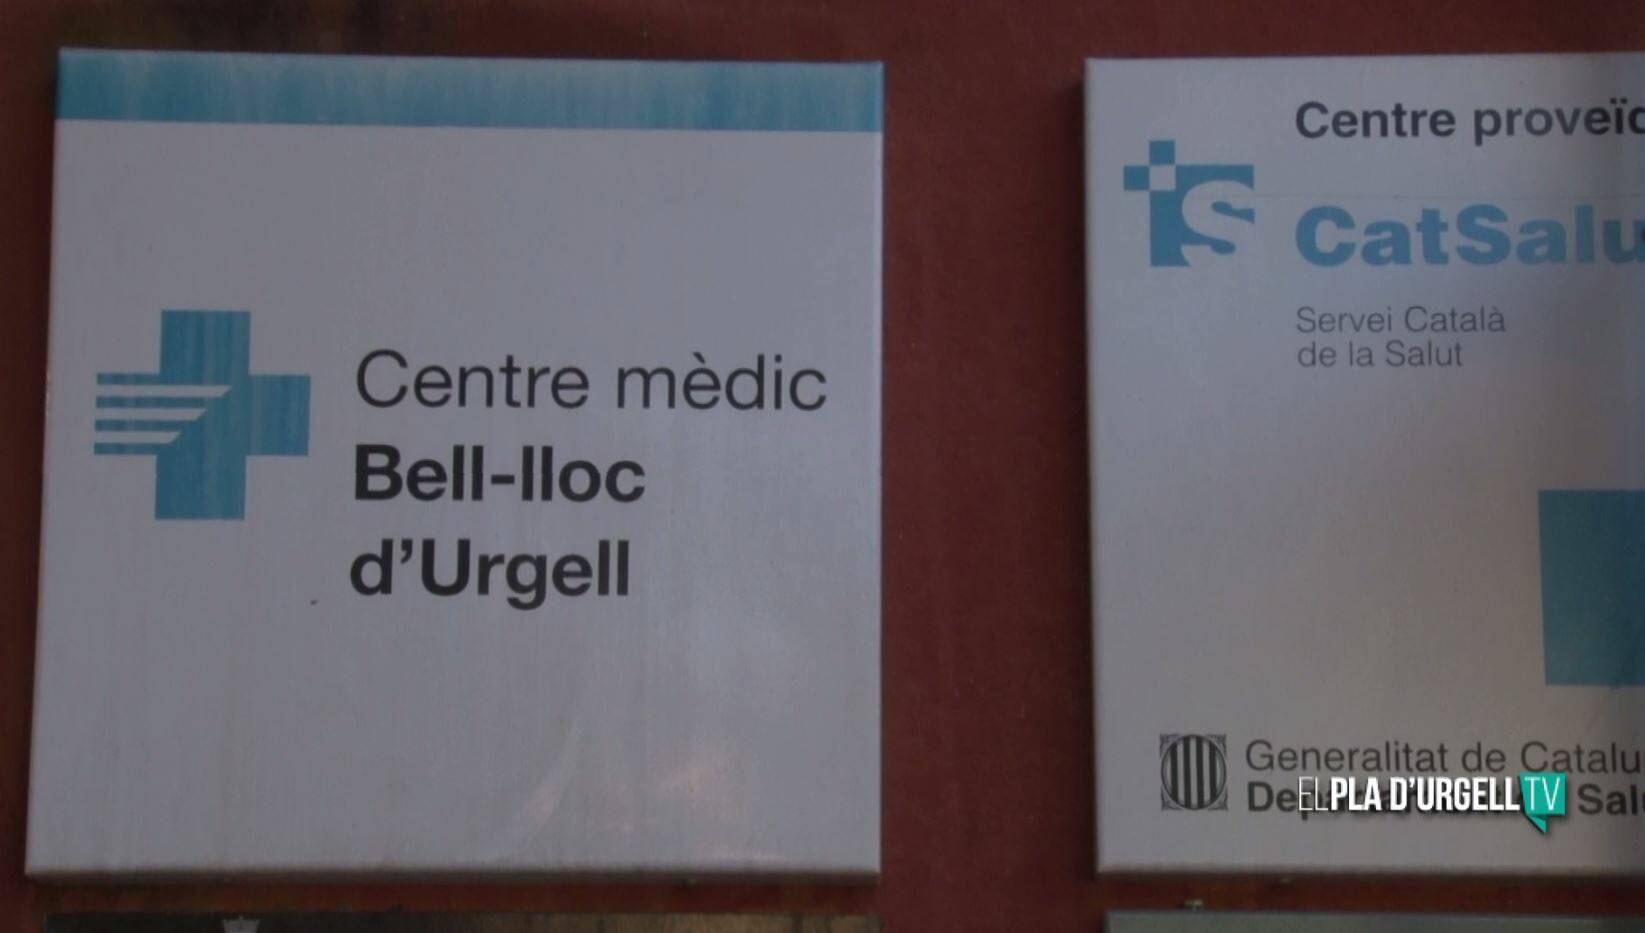 Centre mèdic
Bell-lloc
d’Urgell
Centre proveï
CatSalu
Servei Català
de la Salut
Generalitat de Catalu
EL PLA D'URGELL TV